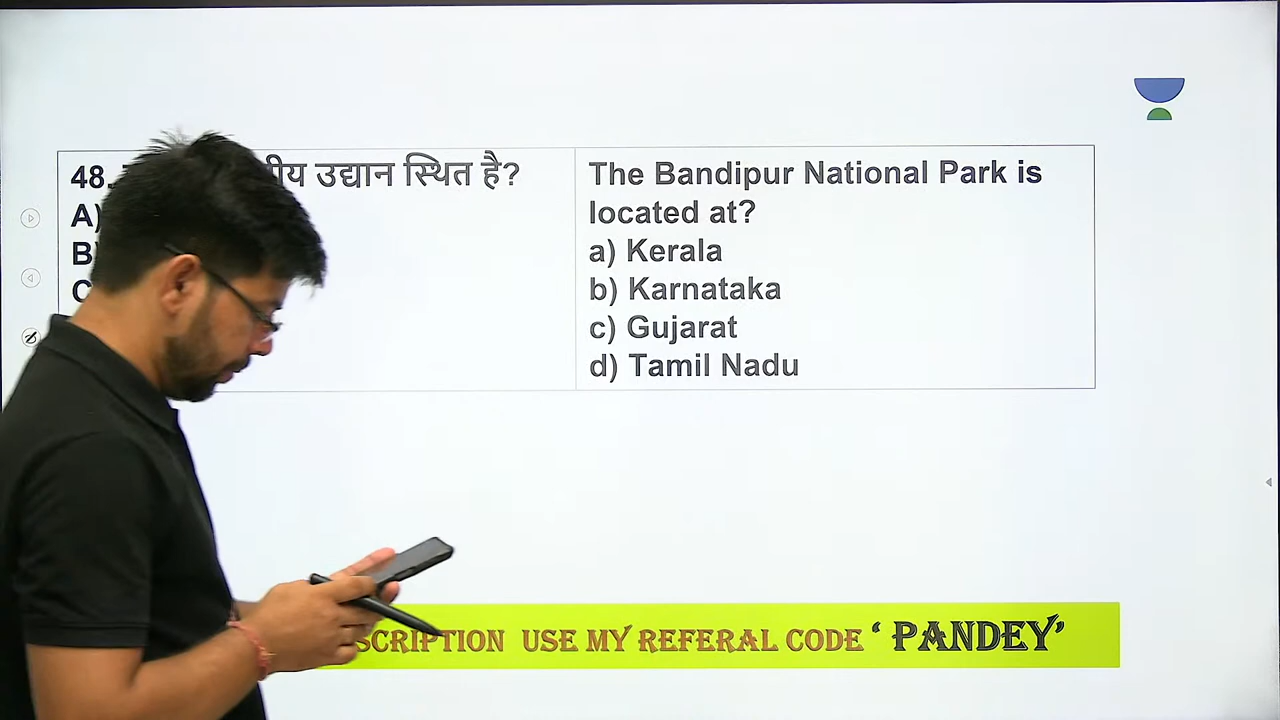 48. उद्यान स्थित है?
A)
B)
The Bandipur National Park is
located at?
a) Kerala
b) Karnataka
c) Gujarat
d) Tamil Nadu
USE MY REFERAL CODE ‘ PANDEY’